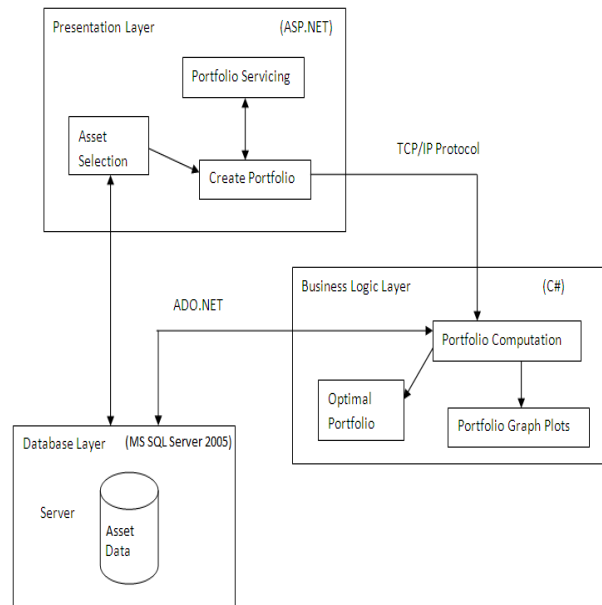 Presentation Layer (ASP.NET)
Portfolio Servicing
Asset
Selection
Create Portfolio
TCP/IP Protocol
ADO.NET
Business Logic Layer (C#)
Portfolio Computation
Optimal
Portfolio
Portfolio Graph Plots
Database Layer (MS SQL Server 2005)
Server
Asset
Data